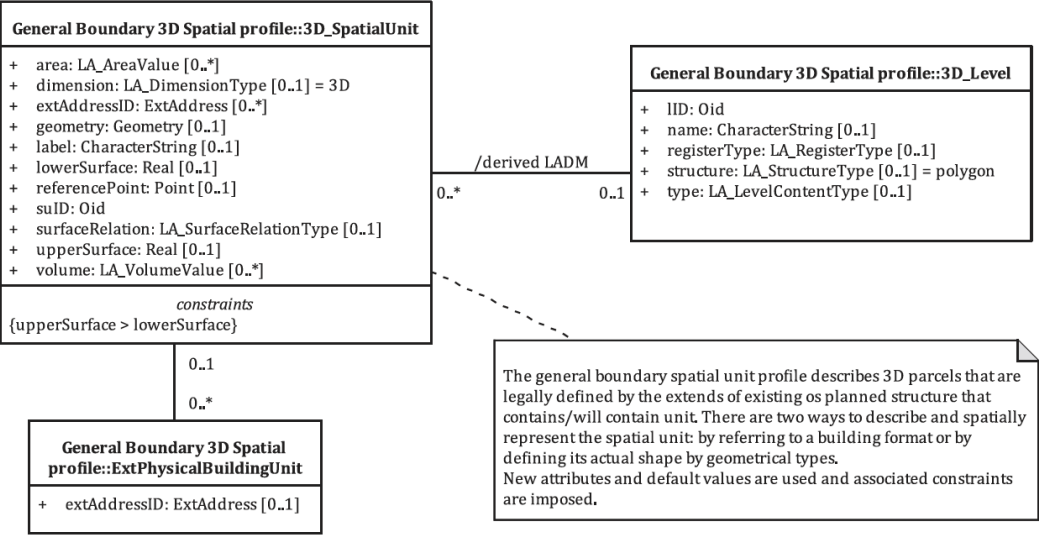 General Boundary 3D Spatial profile::3D_SpatialUnit
+ area: LA_AreaValue [0..*]
+ dimension: LA_DimensionType [0..1] = 3D
+ extAddressID: ExtAddress [0..*]
+ geometry: Geometry [0..1]
+ label: CharacterString [0..1]
+ lowerSurface: Real [0..1]
+ referencePoint: Point [0..1]
+ suID: Oid
+ surfaceRelation: LA_SurfaceRelationType [0..1]
+ upperSurface: Real [0..1]
+ volume: LA_VolumeValue [0..*]
constraints
{upperSurface > lowerSurface}
/derived LADM
0..*
0..1
General Boundary 3D Spatial profile::3D_Level
+ lID: Oid
+ name: CharacterString [0..1]
+ registerType: LA_RegisterType [0..1]
+ structure: LA_StructureType [0..1] = polygon
+ type: LA_LevelContentType [0..1]
0..1
0..*
General Boundary 3D Spatial
profile::ExtPhysicalBuildingUnit
+ extAddressID: ExtAddress [0..1]
The general boundary spatial unit profile describes 3D parcels that are
legally defined by the extends of existing os planned structure that
contains/will contain unit. There are two ways to describe and spatially
represent the spatial unit: by referring to a building format or by
defining its actual shape by geometrical types.
New attributes and default values are used and associated constraints
are imposed.